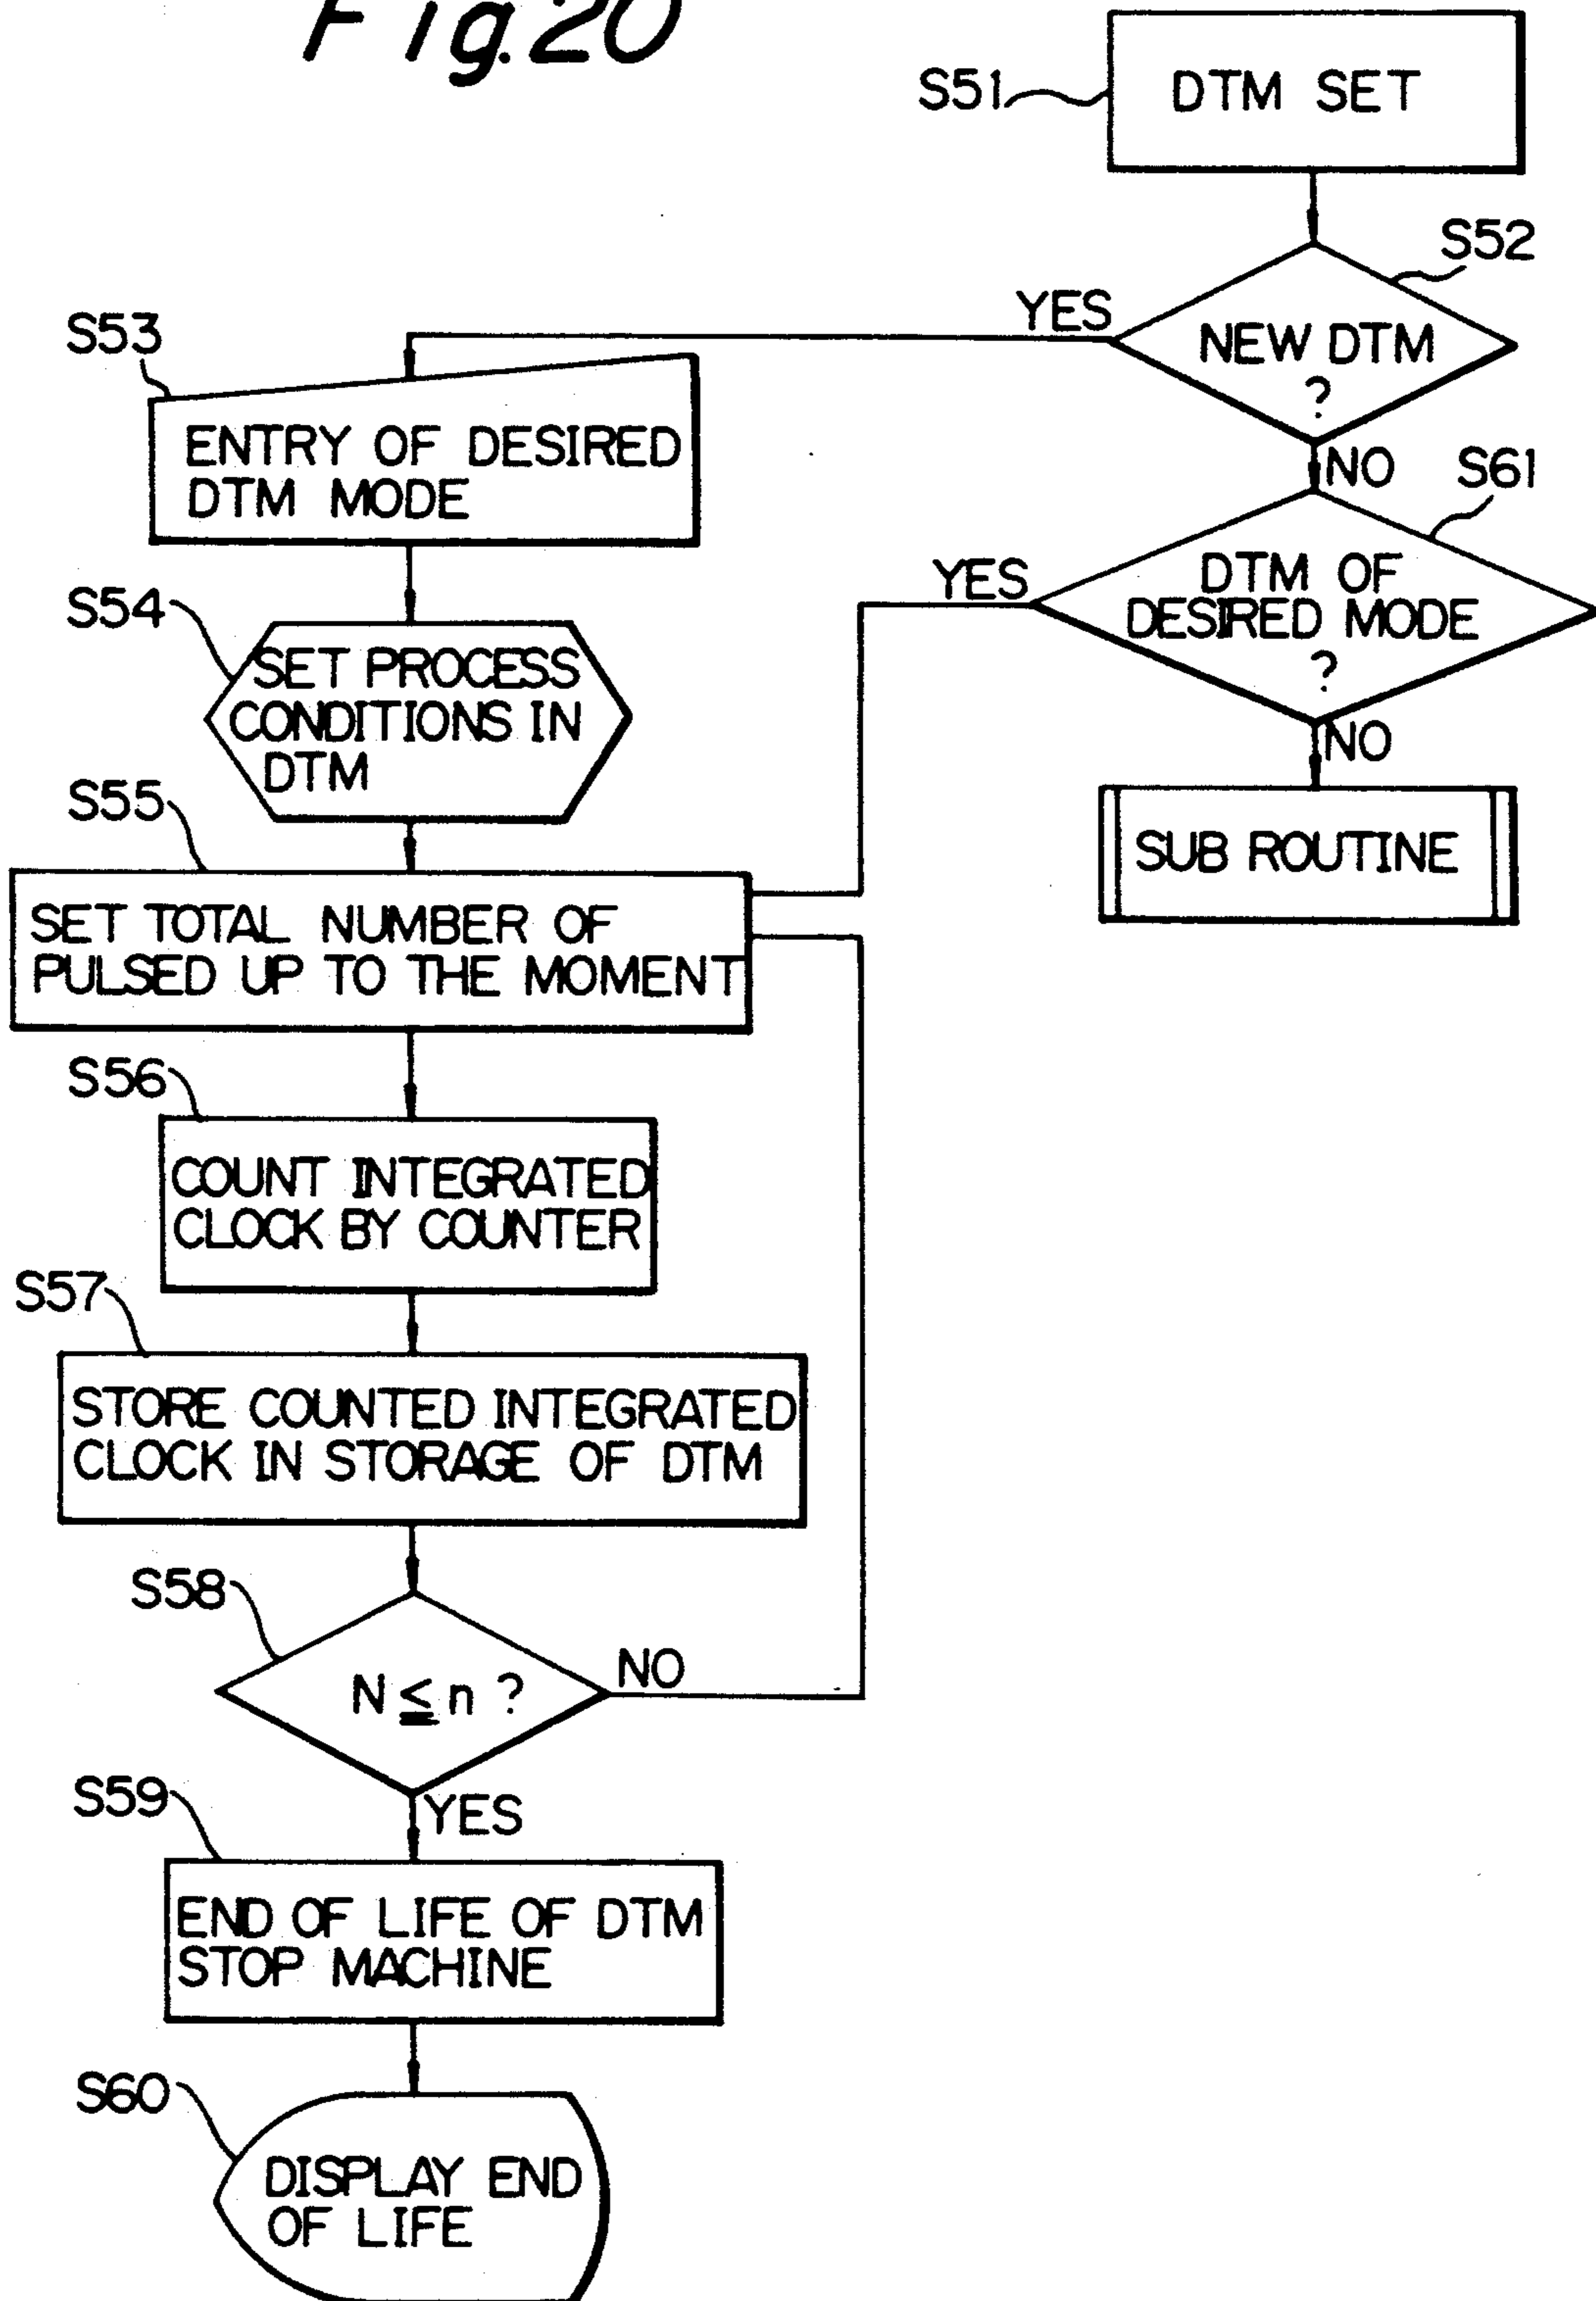 Fig. 20
S51
DTM SET
S52
YES
NEW DTM
?
NO
S53
ENTRY OF DESIRED
DTM MODE
S61
YES
DTM OF
DESIRED MODE
?
NO
SUB ROUTINE
S54
SET PROCESS
CONDITIONS IN
DTM
S55
SET TOTAL NUMBER OF
PULSED UP TO THE MOMENT
S56
COUNT INTEGRATED
CLOCK BY COUNTER
S57
STORE COUNTED INTEGRATED
CLOCK IN STORAGE OF DTM
S58
N ≦ n ?
NO
YES
S59
END OF LIFE OF DTM
STOP MACHINE
S60
DISPLAY END
OF LIFE